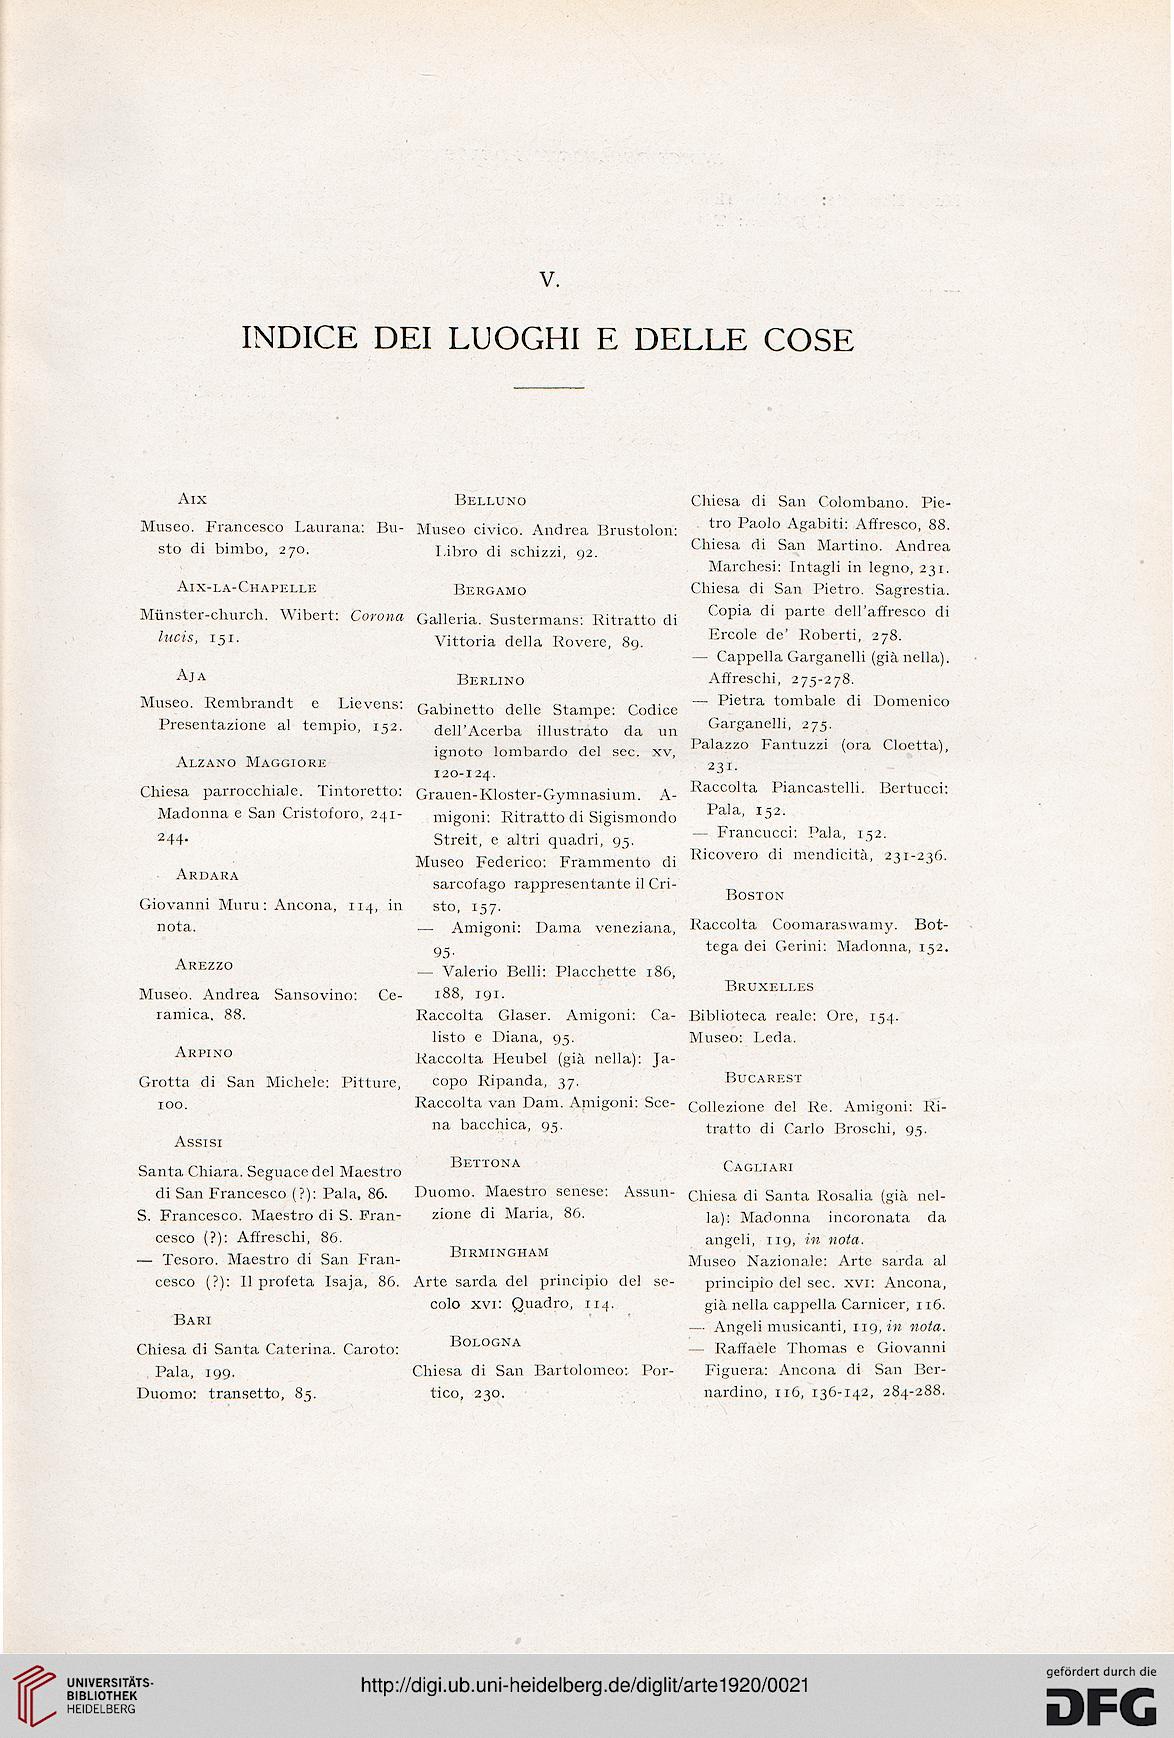 V.
INDICE DEI LUOGHI E DELLE COSE
AIX
Museo. Francesco Laurana: Bu-
sto di bimbo, 270.
AIX-LA-CHAPELLE
Münster-church. Wibert: Corona
lucis, 151.
AJA
Museo. Rembrandt e Lievens:
Presentazione al tempio, 152.
ALZANO MAGGIORE
Chiesa parrocchiale. Tintoretto:
Madonna e San Cristoforo, 241-
244.
ARDARA
Giovanni Muru: Ancona, 114, in
nota.
AREZZO
Museo. Andrea Sansovino: Ce-
ramica, 88.
ARPINO
Grotta di San Michele: Pitture,
100.
ASSISI
Santa Chiara. Seguace del Maestro
di San Francesco (?): Pala, 86.
S. Francesco. Maestro di S. Fran-
cesco (?): Affreschi, 86.
— Tesoro. Maestro di San Fran-
cesco (?): Il profeta Isaja, 86.
BARI
Chiesa di Santa Caterina. Caroto:
Pala, 199.
Duomo: transetto, 85.
BELLUNO
Museo civico. Andrea Brustolon:
Libro di schizzi, 92.
BERGAMO
Galleria. Sustermans: Ritratto di
Vittoria della Rovere, 89.
BERLINO
Gabinetto delle Stampe: Codice
dell'Acerba illustrato da un
ignoto lombardo del sec. XV,
120-124.
Grauen-Kloster-Gymnasium. A-
migoni: Ritratto di Sigismondo
Streit, e altri quadri, 95.
Museo Federico: Frammento di
sarcofago rappresentante il Cri-
sto, 157.
— Amigoni: Dama veneziana,
95.
— Valerio Belli: Placchette 186,
188, 191.
Raccolta Glaser. Amigoni: Ca-
listo e Diana, 95.
Raccolta Heubel (già nella): Ja-
copo Ripanda, 37.
Raccolta van Dam. Amigoni: Sce-
na bacchica, 95.
BETTONA
Duomo. Maestro senese: Assun-
zione di Maria, 86.
BIRMINGHAM
Arte sarda del principio del se-
colo XVI: Quadro, 114.
BOLOGNA
Chiesa di San Bartolomeo: Por-
tico, 230.
Chiesa di San Colombano. Pie-
tro Paolo Agabiti: Affresco, 88.
Chiesa di San Martino. Andrea
Marchesi: Intagli in legno, 231.
Chiesa di San Pietro. Sagrestia.
Copia di parte dell'affresco di
Ercole de' Roberti, 278.
— Cappella Garganelli (già nella).
Affreschi, 275-278.
— Pietra tombale di Domenico
Garganelli, 275.
Palazzo Fantuzzi (ora Cloetta),
231.
Raccolta Piancastelli. Bertucci:
Pala, 152.
— Francucci: Pala, 152.
Ricovero di mendicità, 231-236.
BOSTON
Raccolta Coomaraswamy. Bot-
tega dei Gerini: Madonna, 152.
BRUXELLES
Biblioteca reale: Ore, 154.
Museo: Leda.
BUCAREST
Collezione del Re. Amigoni: Ri-
tratto di Carlo Broschi, 95.
CAGLIARI
Chiesa di Santa Rosalia (già nel-
la): Madonna incoronata da
angeli, 119, in nota.
Museo Nazionale: Arte sarda al
principio del sec. XVI: Ancona,
già nella cappella Carnicer, 116.
— Angeli musicanti, 119, in nota.
— Raffaele Thomas e Giovanni
Figuera: Ancona di San Ber-
nardino, 116, 136-142, 284-288.
UNIVERSITÄTS-
BIBLIOTHEK
HEIDELBERG
http://digi.ub.uni-heidelberg.de/diglit/arte1920/0021
gefördert durch die
DFG